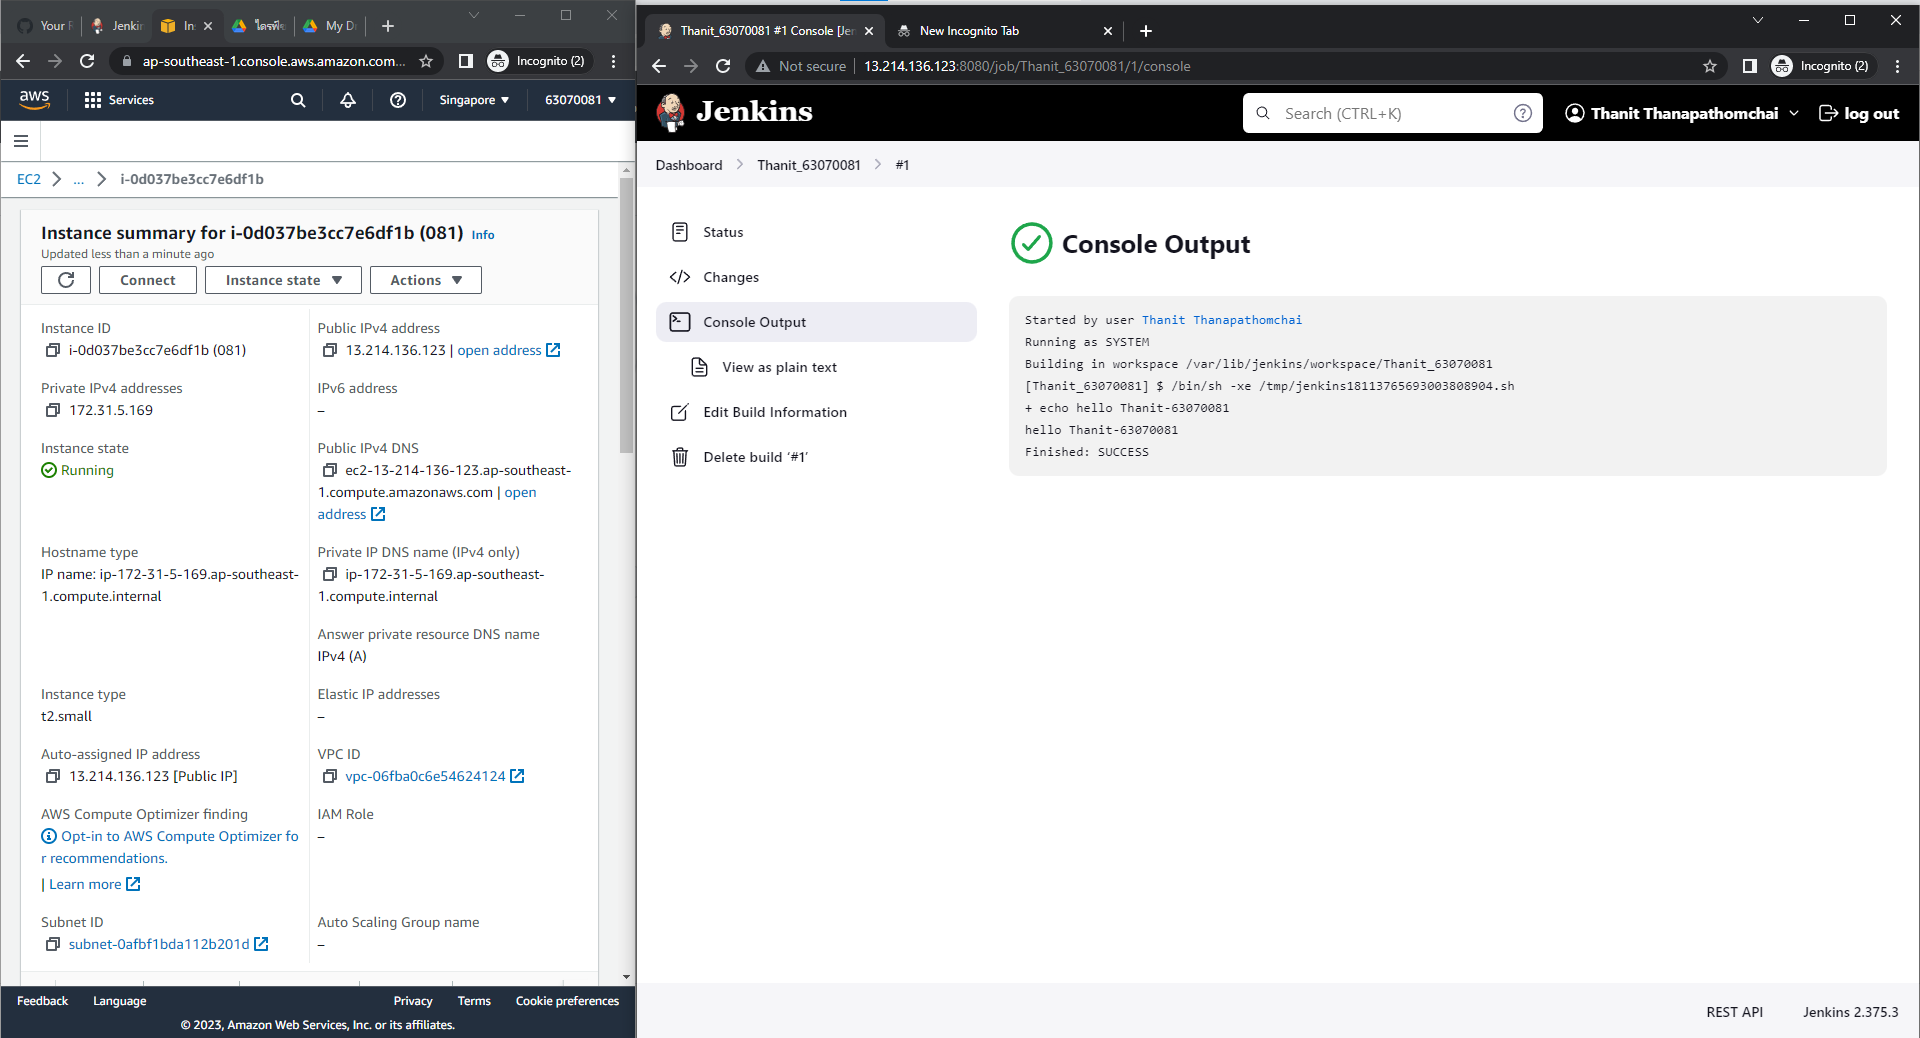 Your R
Jenkin
In
ไดรฟ์ข
My Dr
ap-southeast-1.console.aws.amazon.com...
Incognito (2)
aws
Services
Singapore
63070081
EC2
...
i-0d037be3cc7e6df1b
Instance summary for i-0d037be3cc7e6df1b (081) Info
Updated less than a minute ago
Connect
Instance state
Actions
Instance ID
i-0d037be3cc7e6df1b (081)
Public IPv4 address
13.214.136.123 | open address
Private IPv4 addresses
172.31.5.169
IPv6 address
–
Instance state
Running
Public IPv4 DNS
ec2-13-214-136-123.ap-southeast-
1.compute.amazonaws.com | open
address
Hostname type
IP name: ip-172-31-5-169.ap-southeast-
1.compute.internal
Private IP DNS name (IPv4 only)
ip-172-31-5-169.ap-southeast-
1.compute.internal
Answer private resource DNS name
IPv4 (A)
Instance type
t2.small
Elastic IP addresses
–
Auto-assigned IP address
13.214.136.123 [Public IP]
VPC ID
vpc-06fba0c6e54624124
AWS Compute Optimizer finding
Opt-in to AWS Compute Optimizer fo
r recommendations.
| Learn more
IAM Role
–
Subnet ID
subnet-0afbf1bda112b201d
Auto Scaling Group name
–
Feedback
Language
Privacy
Terms
Cookie preferences
© 2023, Amazon Web Services, Inc. or its affiliates.
Thanit_63070081 #1 Console [Jen
New Incognito Tab
Not secure
13.214.136.123:8080/job/Thanit_63070081/1/console
Incognito (2)
Jenkins
Search (CTRL+K)
Thanit Thanapathomchai
log out
Dashboard
Thanit_63070081
#1
Status
Changes
Console Output
View as plain text
Edit Build Information
Delete build ‘#1’
Console Output
Started by user Thanit Thanapathomchai
Running as SYSTEM
Building in workspace /var/lib/jenkins/workspace/Thanit_63070081
[Thanit_63070081] $ /bin/sh -xe /tmp/jenkins18113765693003808904.sh
+ echo hello Thanit-63070081
hello Thanit-63070081
Finished: SUCCESS
REST API
Jenkins 2.375.3